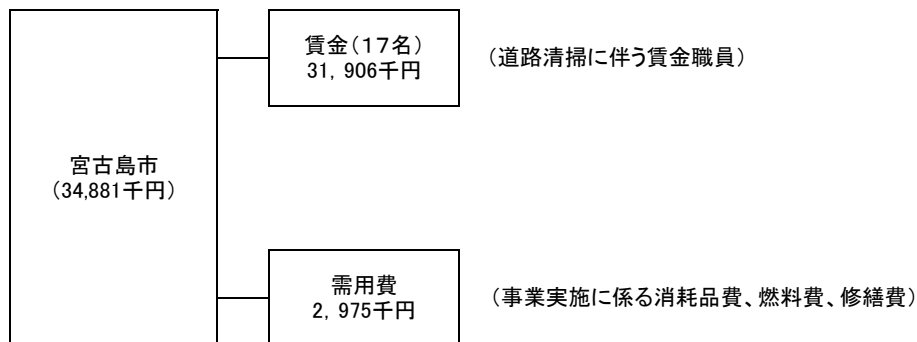 賃金（１７名）
31，906千円
（道路清掃に伴う賃金職員）
宮古島市
（34,881千円）
需用費
2，975千円
（事業実施に係る消耗品費、燃料費、修繕費）